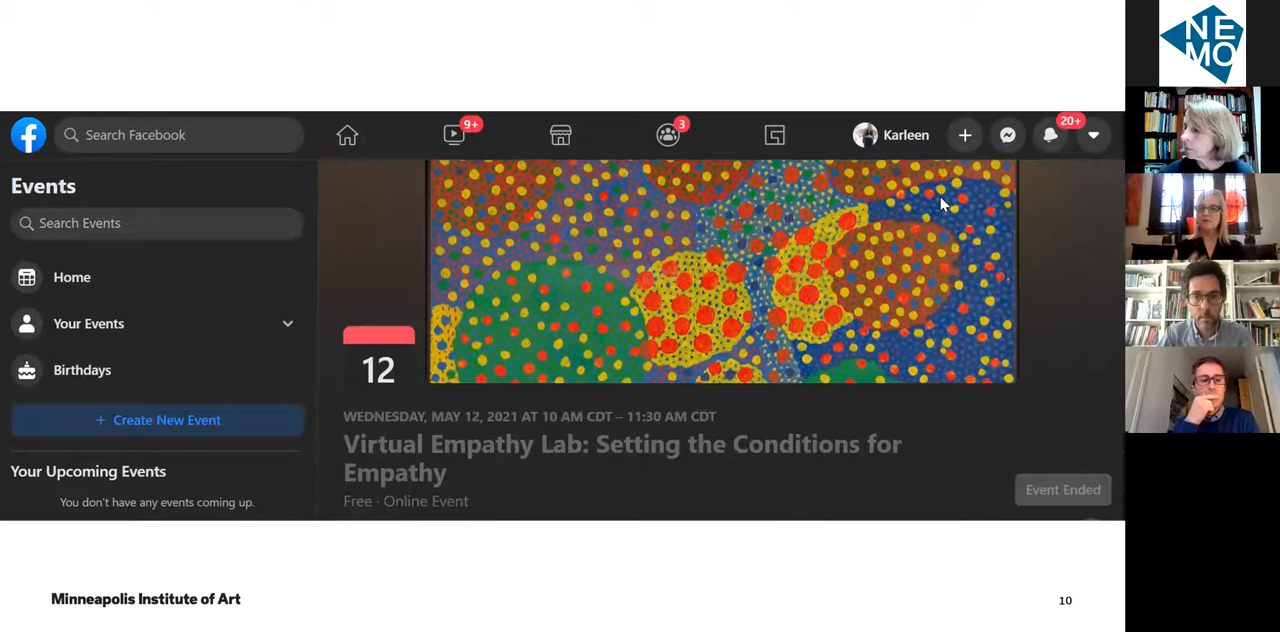 NE
MO
Search Facebook
9+
3
Karleen
20+
Events
Search Events
Home
Your Events
Birthdays
+ Create New Event
Your Upcoming Events
You don't have any events coming up.
12
WEDNESDAY, MAY 12, 2021 AT 10 AM CDT – 11:30 AM CDT
Virtual Empathy Lab: Setting the Conditions for
Empathy
Free · Online Event
Event Ended
Minneapolis Institute of Art
10